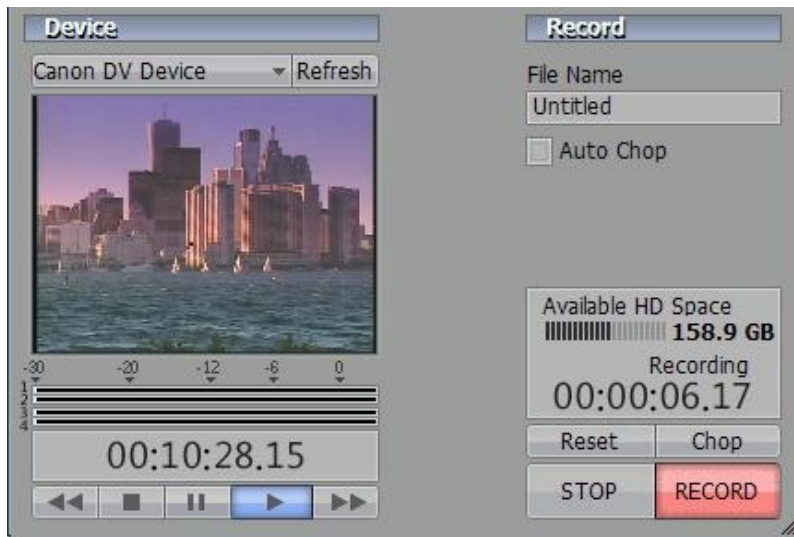 Device
Canon DV Device
Refresh
-30 -20 -12 -6 0
1
2
3
4
00:10:28.15
Record
File Name
Untitled
Auto Chop
Available HD Space
158.9 GB
Recording
00:00:06.17
Reset
Chop
STOP
RECORD